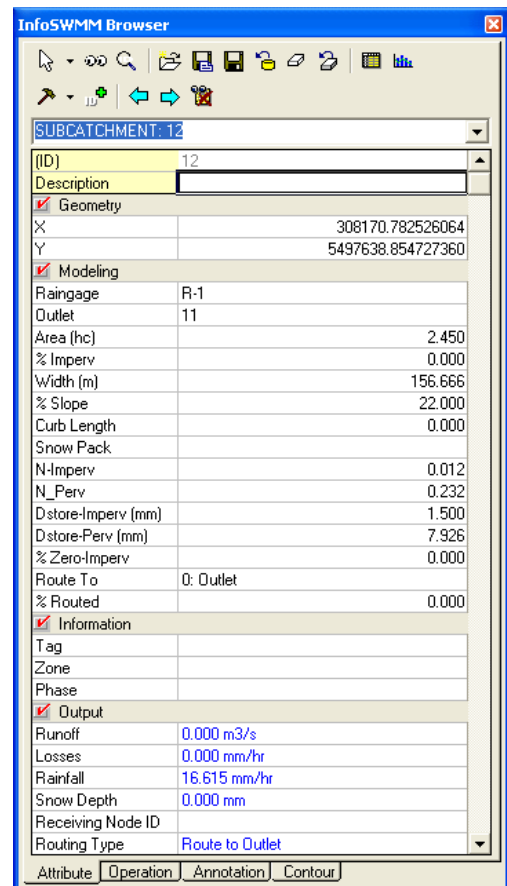 InfoSWMM Browser
SUBCATCHMENT: 12
(ID) 12
Description
Geometry
X 308170.782526064
Y 5497638.854727360
Modeling
Raingage R-1
Outlet 11
Area (hc) 2.450
% Imperv 0.000
Width (m) 156.666
% Slope 22.000
Curb Length 0.000
Snow Pack
N-Imperv 0.012
N_Perv 0.232
Dstore-Imperv (mm) 1.500
Dstore-Perv (mm) 7.926
% Zero-Imperv 0.000
Route To 0: Outlet
% Routed 0.000
Information
Tag
Zone
Phase
Output
Runoff 0.000 m3/s
Losses 0.000 mm/hr
Rainfall 16.615 mm/hr
Snow Depth 0.000 mm
Receiving Node ID
Routing Type Route to Outlet
Attribute Operation Annotation Contour